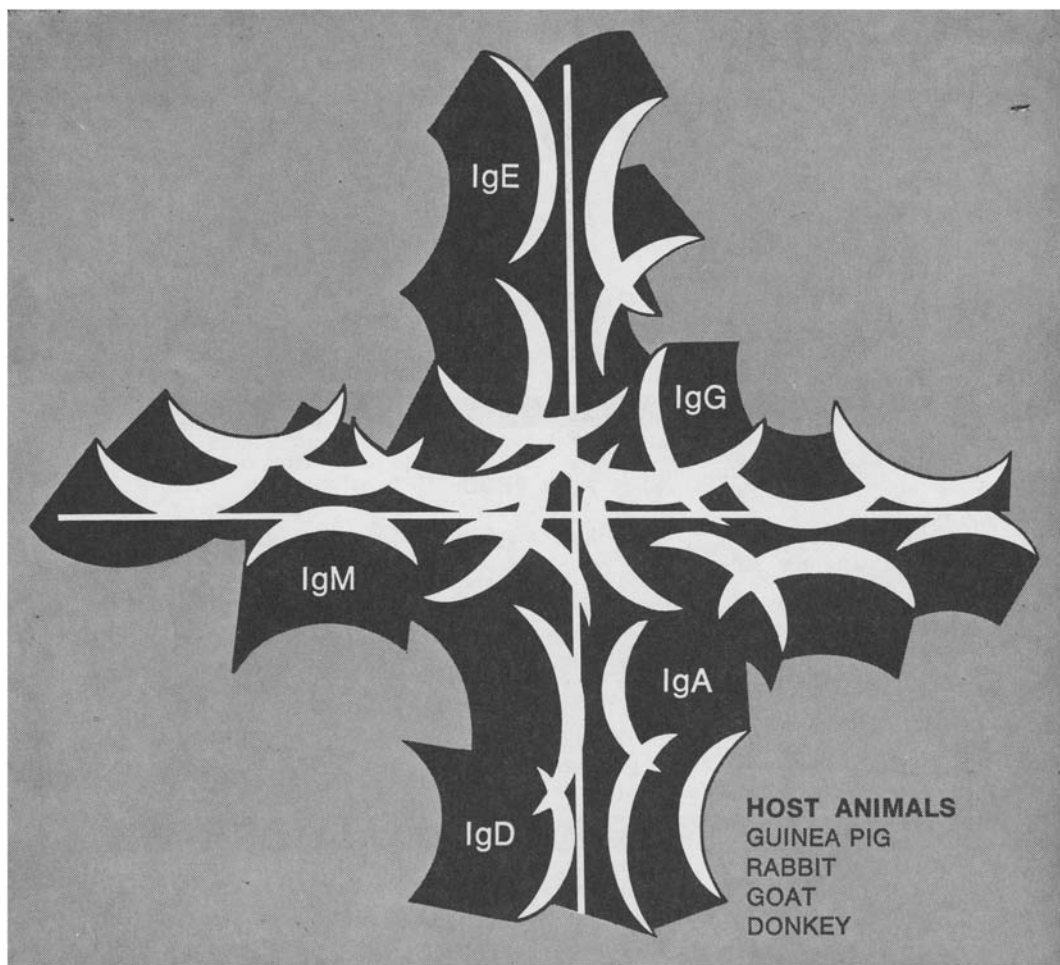 IgE
IgG
IgM
IgA
IgD
HOST ANIMALS
GUINEA PIG
RABBIT
GOAT
DONKEY